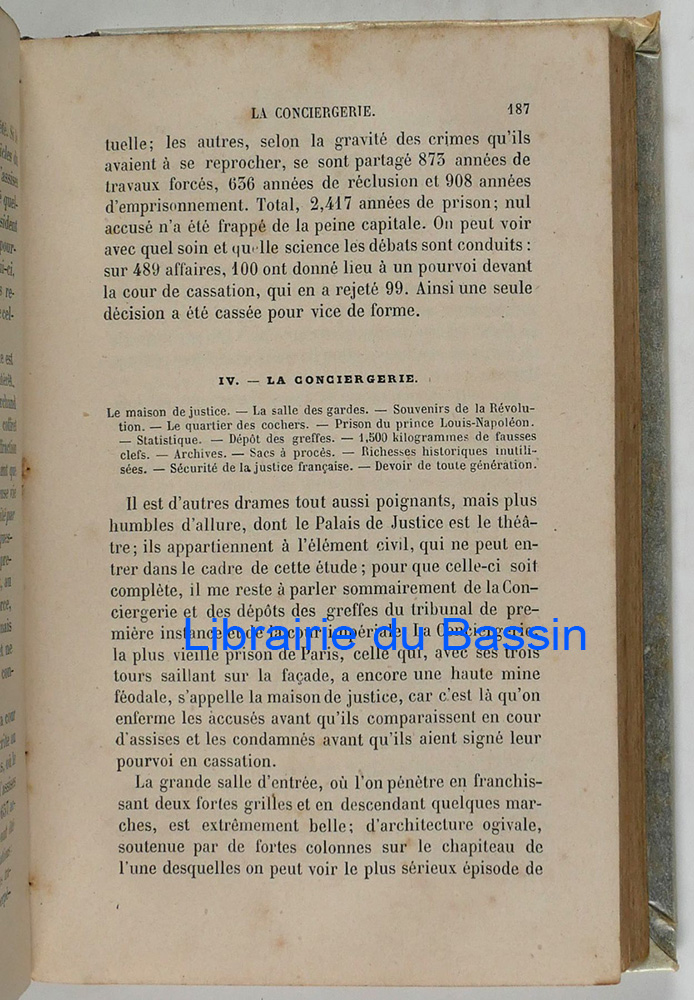 LA CONCIERGERIE. 187
tuelle; les autres, selon la gravité des crimes qu'ils
avaient à se reprocher, se sont partagé 873 années de
travaux forcés, 636 années de réclusion et 908 années
d'emprisonnement. Total, 2,417 années de prison; nul
accusé n'a été frappé de la peine capitale. On peut voir
avec quel soin et quelle science les débats sont conduits :
sur 489 affaires, 100 ont donné lieu à un pourvoi devant
la cour de cassation, qui en a rejeté 99. Ainsi une seule
décision a été cassée pour vice de forme.
IV. — LA CONCIERGERIE.
Le maison de justice. — La salle des gardes. — Souvenirs de la Révolu-
tion. — Le quartier des cochers. — Prison du prince Louis-Napoléon.
— Statistique. — Dépôt des greffes. — 1,500 kilogrammes de fausses
clefs. — Archives. — Sacs à procès. — Richesses historiques inutili-
sées. — Sécurité de la justice française. — Devoir de toute génération.
Il est d'autres drames tout aussi poignants, mais plus
humbles d'allure, dont le Palais de Justice est le théâ-
tre; ils appartiennent à l'élément civil, qui ne peut en-
trer dans le cadre de cette étude; pour que celle-ci soit
complète, il me reste à parler sommairement de la Con-
ciergerie et des dépôts des greffes du tribunal de pre-
mière instance et de la cour impériale. La Conciergerie,
Librairie du Bassin
la plus vieille prison de Paris, celle qui, avec ses trois
tours saillant sur la façade, a encore une haute mine
féodale, s'appelle la maison de justice, car c'est là qu'on
enferme les accusés avant qu'ils comparaissent en cour
d'assises et les condamnés avant qu'ils aient signé leur
pourvoi en cassation.
La grande salle d'entrée, où l'on pénètre en franchis-
sant deux fortes grilles et en descendant quelques mar-
ches, est extrêmement belle; d'architecture ogivale,
soutenue par de fortes colonnes sur le chapiteau de
l'une desquelles on peut voir le plus sérieux épisode de